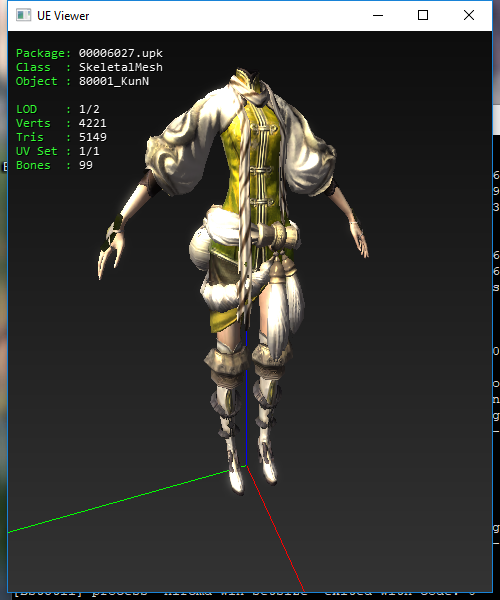 UE Viewer
Package: 00006027.upk
Class : SkeletalMesh
Object : 80001_KunN
LOD : 1/2
Verts : 4221
Tris : 5149
UV Set : 1/1
Bones : 99